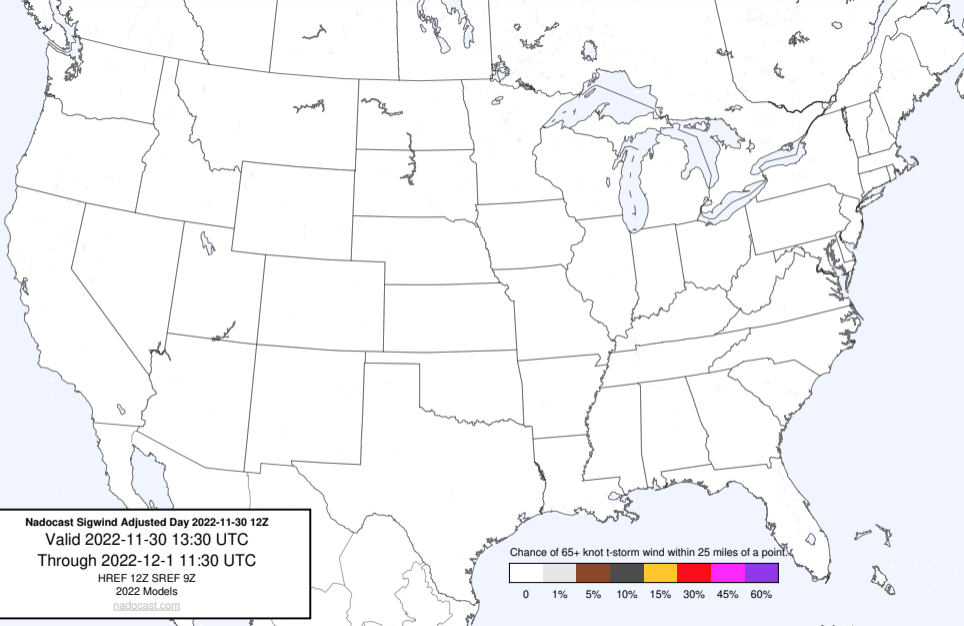 Nadocast Sigwind Adjusted Day 2022-11-30 12Z
Valid 2022-11-30 13:30 UTC
Through 2022-12-1 11:30 UTC
HREF 12Z SREF 9Z
2022 Models
nadocast.com
Chance of 65+ knot t-storm wind within 25 miles of a point.
0 1% 5% 10% 15% 30% 45% 60%